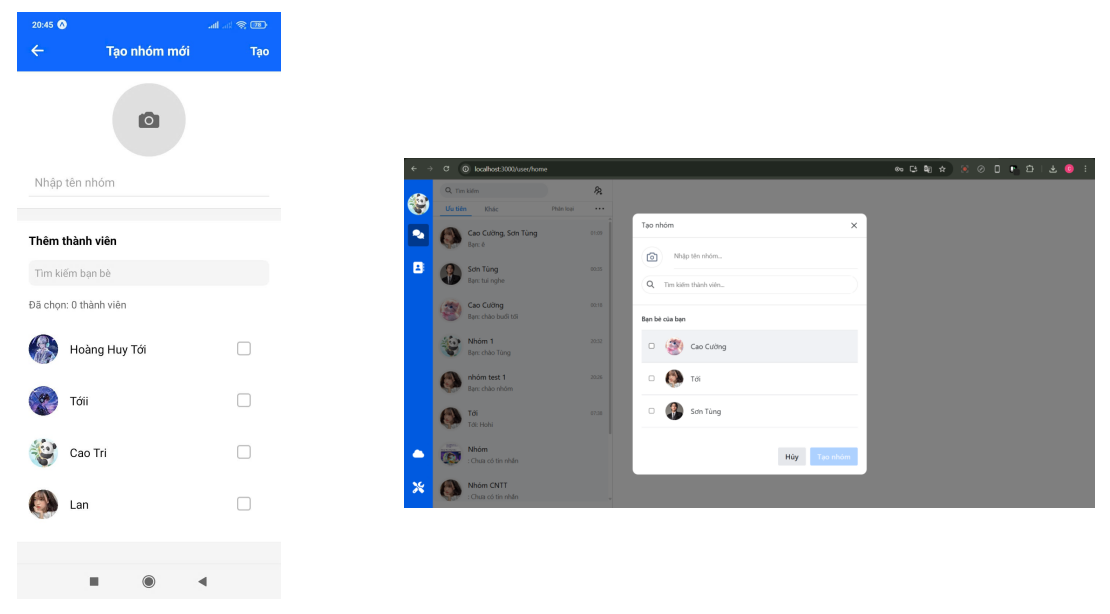 20:45
78
Tạo nhóm mới
Tạo
Nhập tên nhóm
Thêm thành viên
Tìm kiếm bạn bè
Đã chọn: 0 thành viên
Hoàng Huy Tới
Tớii
Cao Tri
Lan
localhost:3000/user/home
Tìm kiếm
Ưu tiên Khác Phân loại
Cao Cường, Sơn Tùng
Bạn: ê
Sơn Tùng
Bạn: tui nghe
Cao Cường
Bạn: chào buổi tối
Nhóm 1
Bạn: chào Tùng
nhóm test 1
Bạn: chào nhóm
Tới
Tới: Hohi
Nhóm
: Chưa có tin nhắn
Nhóm CNTT
: Chưa có tin nhắn
Tạo nhóm
Nhập tên nhóm...
Tìm kiếm thành viên...
Bạn bè của bạn
Cao Cường
Tới
Sơn Tùng
Hủy
Tạo nhóm